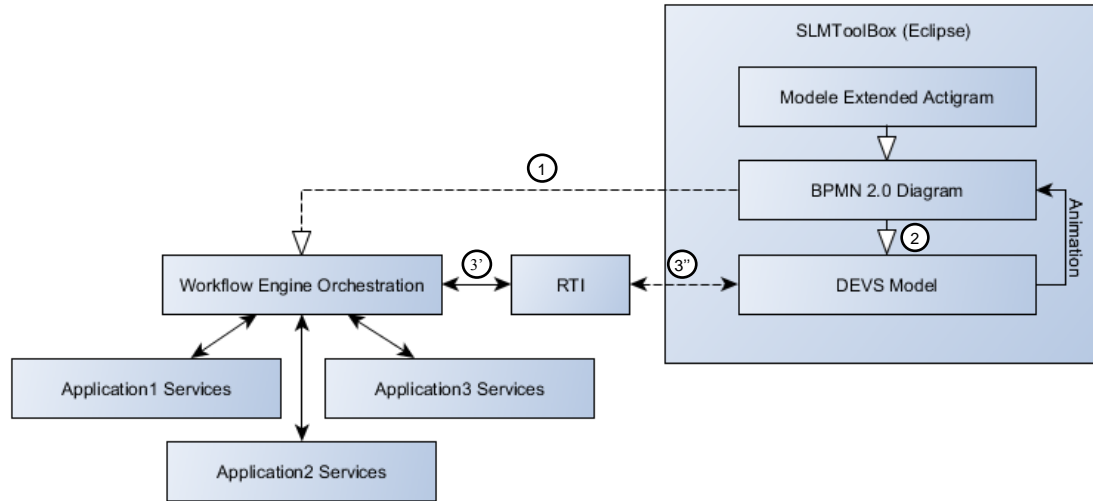 SLMToolBox (Eclipse)
Modele Extended Actigram
1
BPMN 2.0 Diagram
Animation
2
Workflow Engine Orchestration
3’
RTI
3’’
DEVS Model
Application1 Services
Application3 Services
Application2 Services